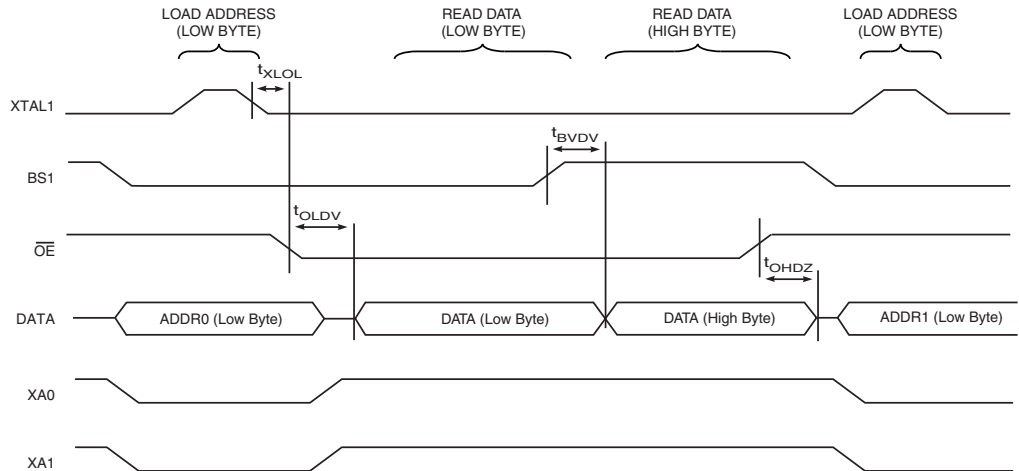 LOAD ADDRESS
(LOW BYTE)
READ DATA
(LOW BYTE)
READ DATA
(HIGH BYTE)
LOAD ADDRESS
(LOW BYTE)
tXLOL
XTAL1
tBVDV
BS1
tOLDV
OE
tOHDZ
DATA
ADDR0 (Low Byte)
DATA (Low Byte)
DATA (High Byte)
ADDR1 (Low Byte)
XA0
XA1